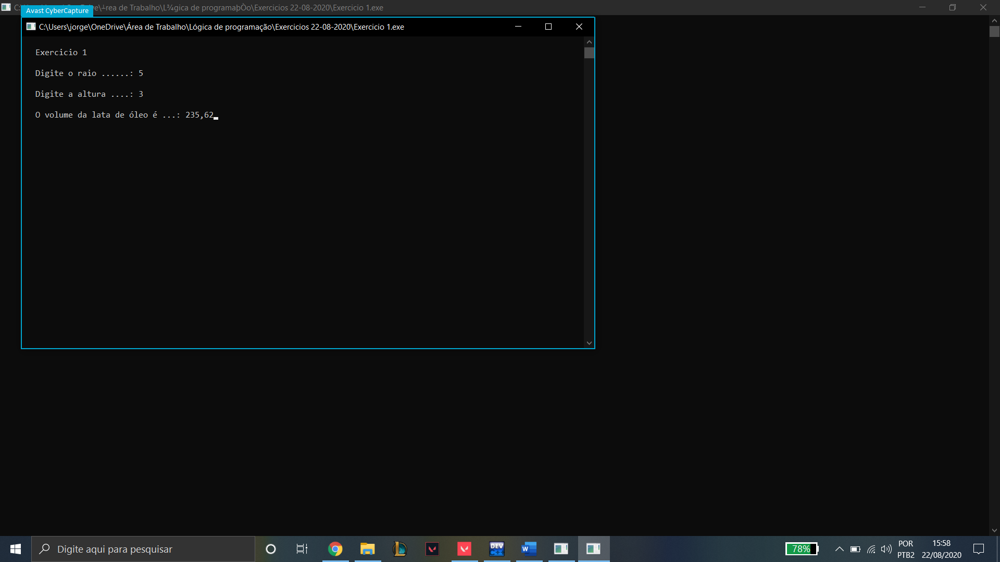 C:\
e\┴rea de Trabalho\L¾gica de programaþÒo\Exercicios 22-08-2020\Exercicio 1.exe
Avast CyberCapture
C:\Users\jorge\OneDrive\Área de Trabalho\Lógica de programação\Exercicios 22-08-2020\Exercicio 1.exe
Exercicio 1
Digite o raio ......: 5
Digite a altura ....: 3
O volume da lata de óleo é ...: 235,62
Digite aqui para pesquisar
DEV
C++
W
78%
POR
PTB2
15:58
22/08/2020